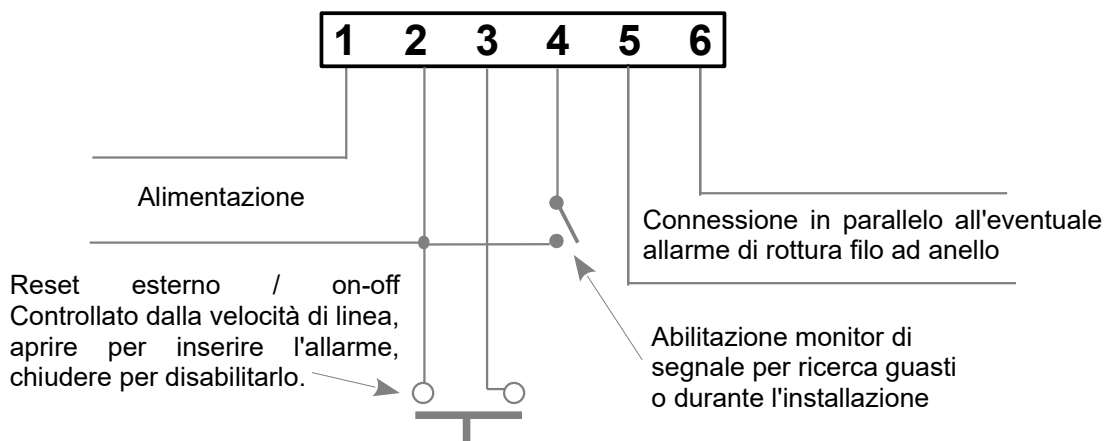 1 2 3 4 5 6
Alimentazione
Connessione in parallelo all'eventuale
allarme di rottura filo ad anello
Reset esterno / on-off
Controllato dalla velocità di linea,
aprire per inserire l'allarme,
chiudere per disabilitarlo.
Abilitazione monitor di
segnale per ricerca guasti
o durante l'installazione